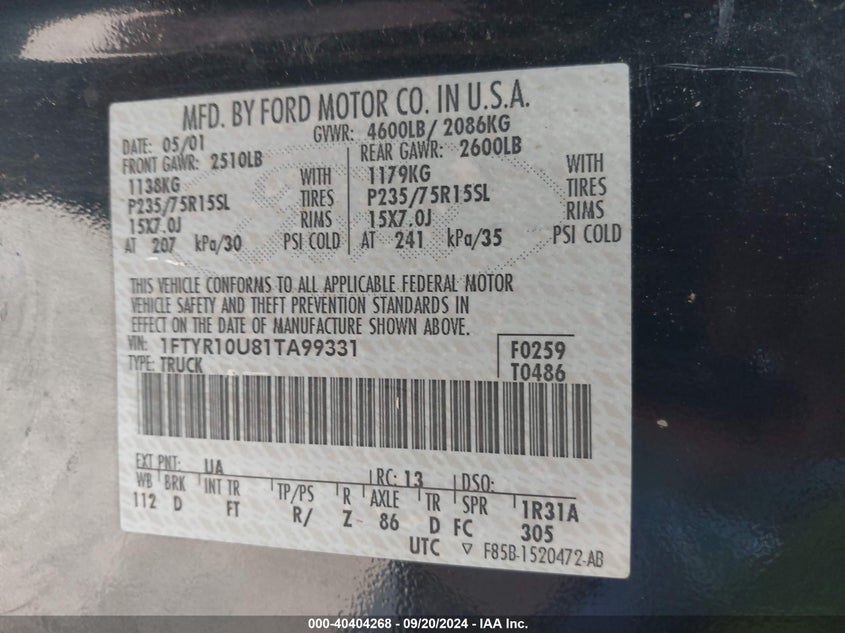 MFD. BY FORD MOTOR CO. IN U.S.A.
DATE: 05/01 GVWR: 4600LB/ 2086KG
FRONT GAWR: 2510LB REAR GAWR: 2600LB
1138KG WITH 1179KG WITH
P235/75R15SL TIRES P235/75R15SL TIRES
15X7.0J RIMS 15X7.0J RIMS
AT 207 kPa/30 PSI COLD AT 241 kPa/35 PSI COLD
THIS VEHICLE CONFORMS TO ALL APPLICABLE FEDERAL MOTOR
VEHICLE SAFETY AND THEFT PREVENTION STANDARDS IN
EFFECT ON THE DATE OF MANUFACTURE SHOWN ABOVE.
VIN: 1FTYR10U81TA99331 F0259
TYPE: TRUCK T0486
EXT PNT: UA RC: 13 DSO:
WB BRK INT TR TP/PS R AXLE TR SPR 1R31A
112 D FT R/ Z 86 D FC 305
UTC ▽ F85B-1520472-AB
000-40404268 - 09/20/2024 - IAA Inc.